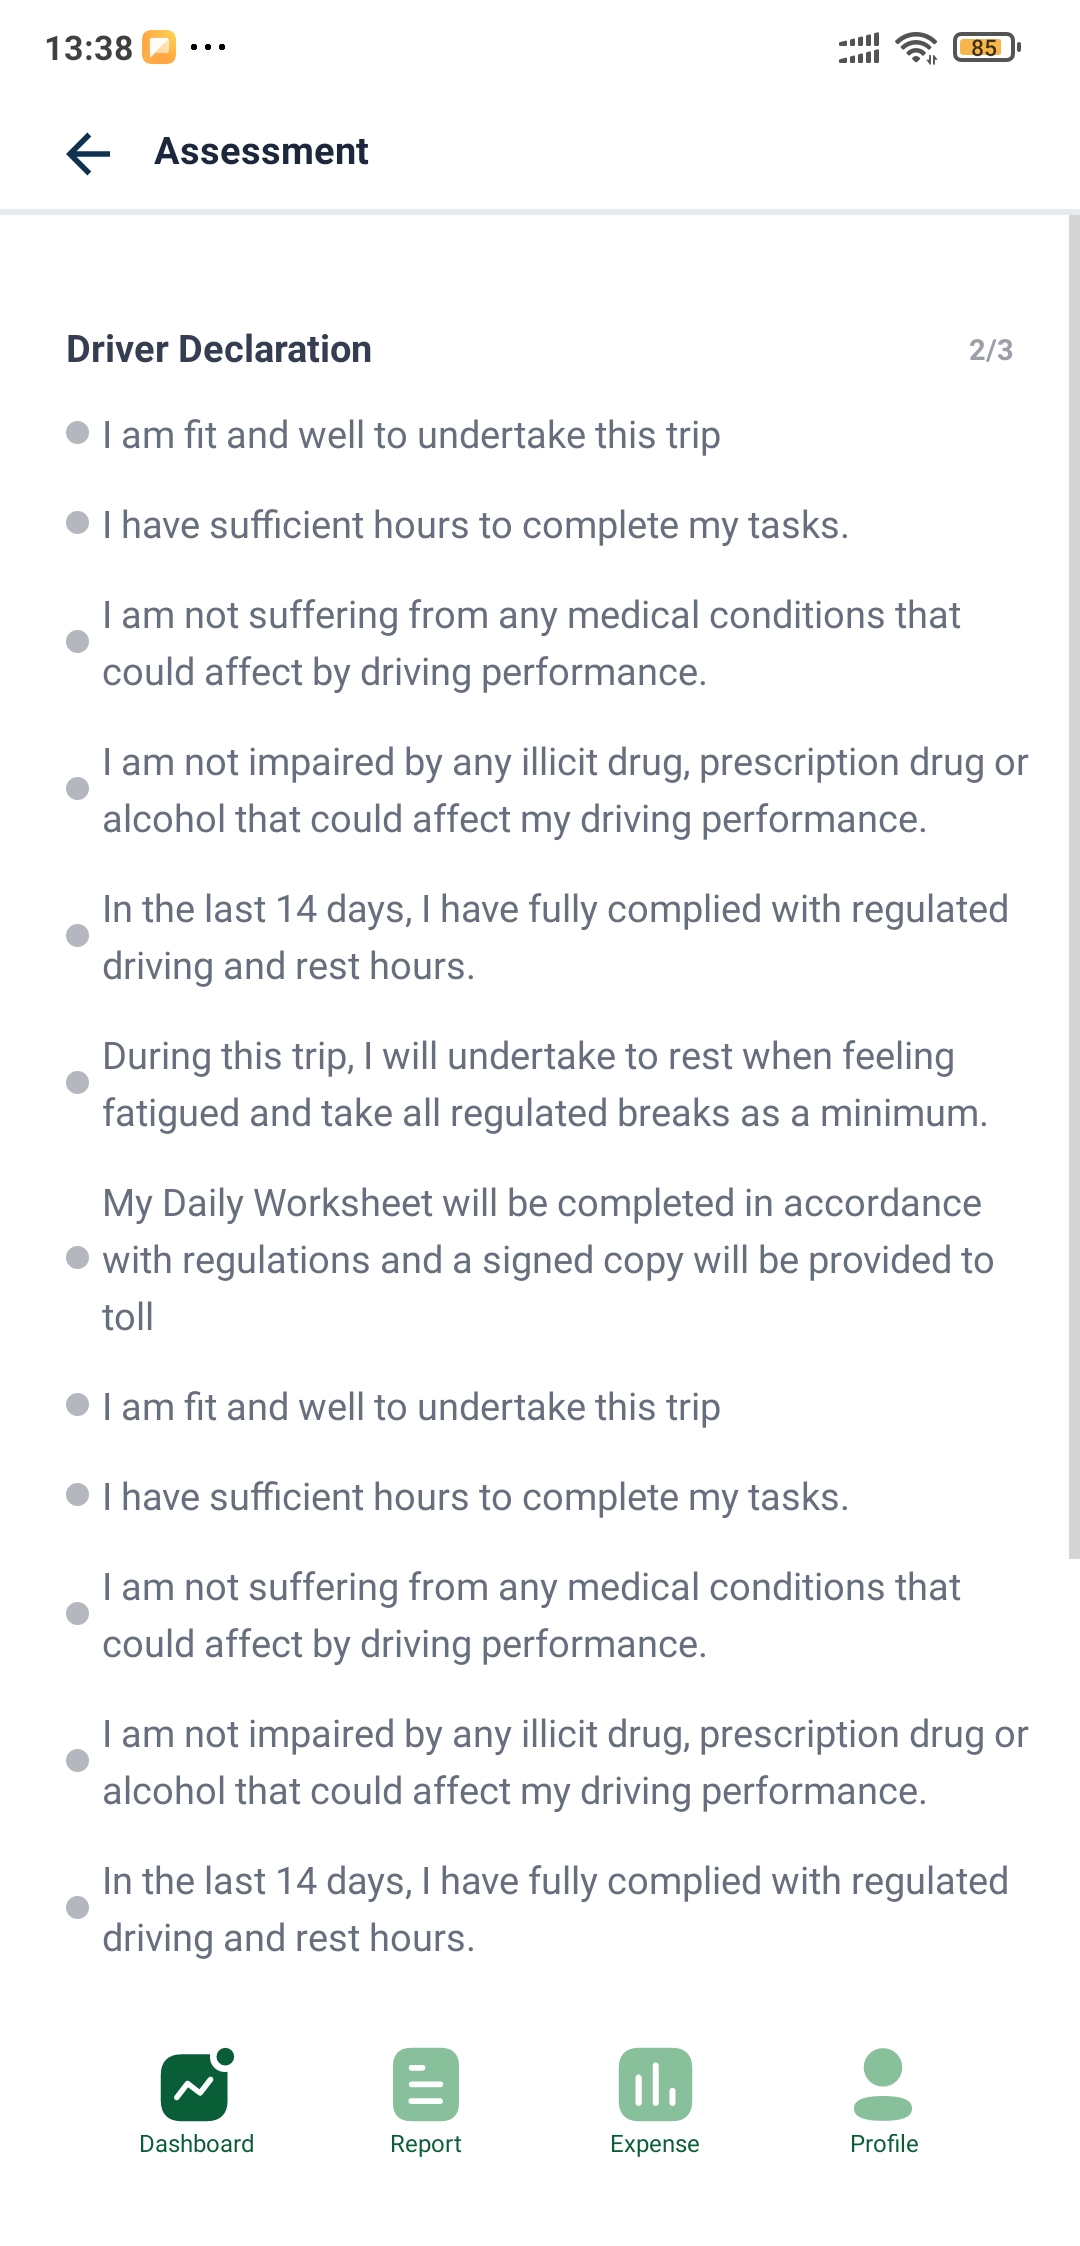 13:38
85
Assessment
Driver Declaration
2/3
I am fit and well to undertake this trip
I have sufficient hours to complete my tasks.
I am not suffering from any medical conditions that
could affect by driving performance.
I am not impaired by any illicit drug, prescription drug or
alcohol that could affect my driving performance.
In the last 14 days, I have fully complied with regulated
driving and rest hours.
During this trip, I will undertake to rest when feeling
fatigued and take all regulated breaks as a minimum.
My Daily Worksheet will be completed in accordance
with regulations and a signed copy will be provided to
toll
I am fit and well to undertake this trip
I have sufficient hours to complete my tasks.
I am not suffering from any medical conditions that
could affect by driving performance.
I am not impaired by any illicit drug, prescription drug or
alcohol that could affect my driving performance.
In the last 14 days, I have fully complied with regulated
driving and rest hours.
Dashboard
Report
Expense
Profile